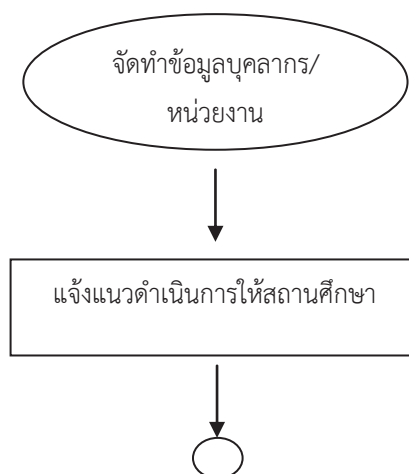 จัดทำข้อมูลบุคลากร/
หน่วยงาน
แจ้งแนวดำเนินการให้สถานศึกษา